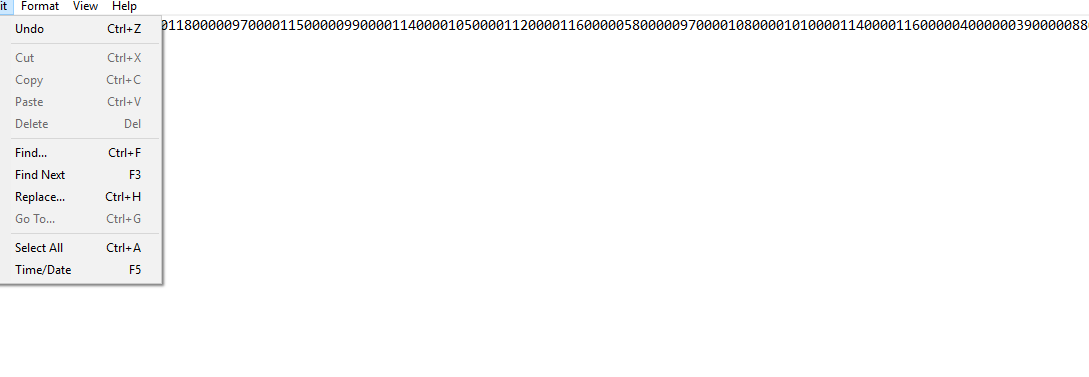 it Format View Help
01180000097000011500000990000114000010500001120000116000005800000970000108000010100001140000116000004000000390000088
Undo Ctrl+Z
Cut Ctrl+X
Copy Ctrl+C
Paste Ctrl+V
Delete Del
Find... Ctrl+F
Find Next F3
Replace... Ctrl+H
Go To... Ctrl+G
Select All Ctrl+A
Time/Date F5